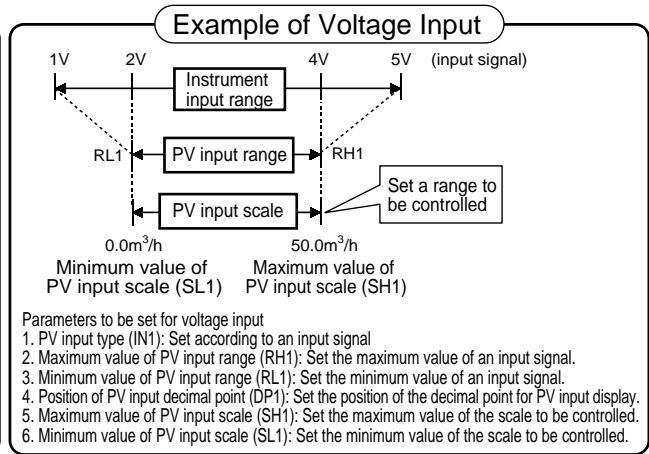 Example of Voltage Input
1V 2V 4V 5V (input signal)
Instrument
input range
RL1 PV input range RH1
Set a range to
be controlled
PV input scale
0.0m³/h 50.0m³/h
Minimum value of Maximum value of
PV input scale (SL1) PV input scale (SH1)
Parameters to be set for voltage input
1. PV input type (IN1): Set according to an input signal
2. Maximum value of PV input range (RH1): Set the maximum value of an input signal.
3. Minimum value of PV input range (RL1): Set the minimum value of an input signal.
4. Position of PV input decimal point (DP1): Set the position of the decimal point for PV input display.
5. Maximum value of PV input scale (SH1): Set the maximum value of the scale to be controlled.
6. Minimum value of PV input scale (SL1): Set the minimum value of the scale to be controlled.